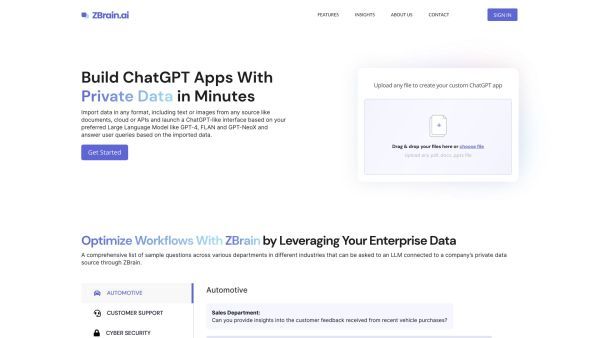 ZBrain.ai
FEATURES INSIGHTS ABOUT US CONTACT SIGN IN
Build ChatGPT Apps With
Private Data in Minutes
Import data in any format, including text or images from any source like
documents, cloud or APIs and launch a ChatGPT-like interface based on your
preferred Large Language Model like GPT-4, FLAN and GPT-NeoX and
answer user queries based on the imported data.
Get Started
Upload any file to create your custom ChatGPT app
Drag & drop your files here or choose file
Upload any pdf, docx, pptx file
Optimize Workflows With ZBrain by Leveraging Your Enterprise Data
A comprehensive list of sample questions across various departments in different industries that can be asked to an LLM connected to a company's private data
source through ZBrain.
AUTOMOTIVE
CUSTOMER SUPPORT
CYBER SECURITY
Automotive
Sales Department:
Can you provide insights into the customer feedback received from recent vehicle purchases?